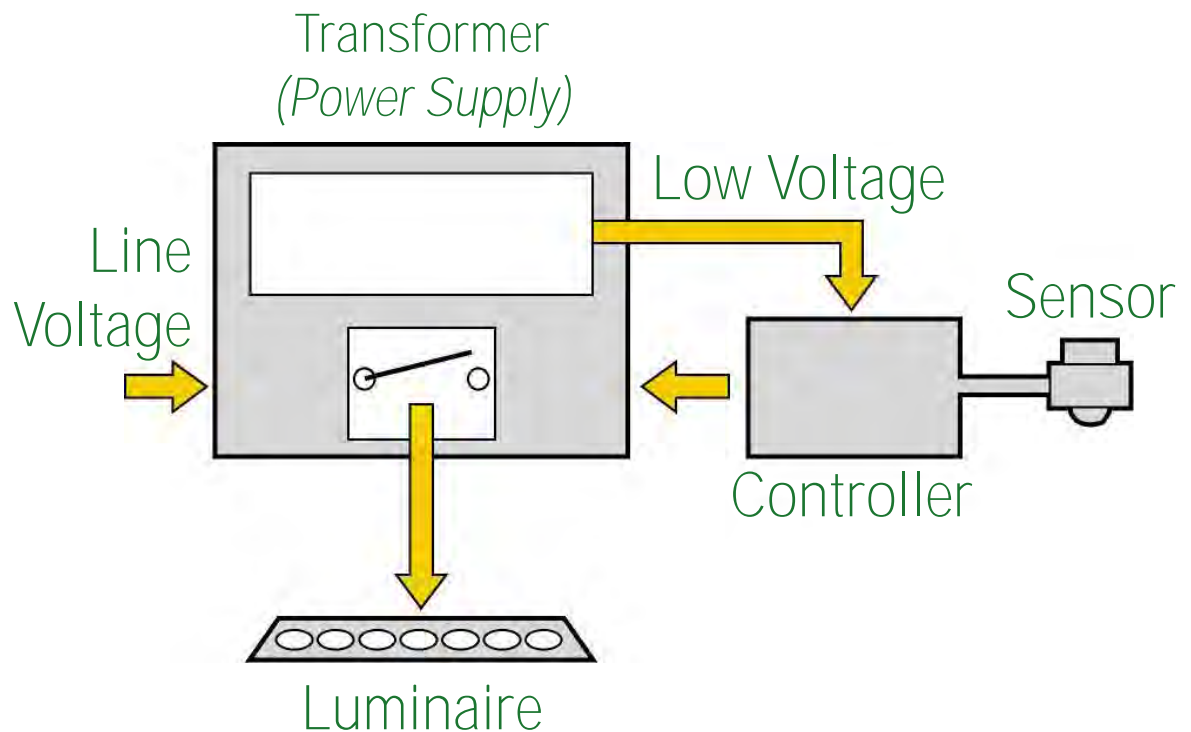 Transformer
(Power Supply)
Low Voltage
Line
Voltage
Sensor
Controller
Luminaire